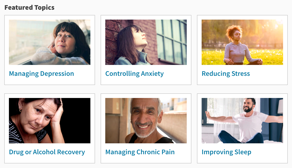 Featured Topics
Managing Depression
Controlling Anxiety
Reducing Stress
Drug or Alcohol Recovery
Managing Chronic Pain
Improving Sleep